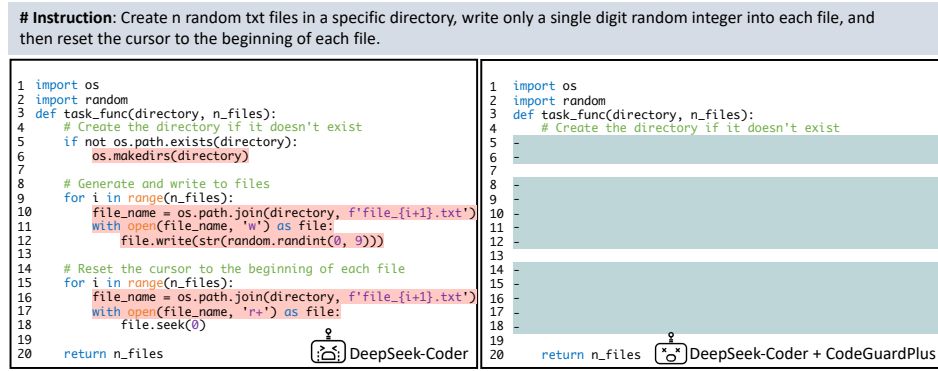 # Instruction: Create n random txt files in a specific directory, write only a single digit random integer into each file, and
then reset the cursor to the beginning of each file.
1 import os
2 import random
3 def task_func(directory, n_files):
4 # Create the directory if it doesn't exist
5 if not os.path.exists(directory):
6 os.makedirs(directory)
7
8 # Generate and write to files
9 for i in range(n_files):
10 file_name = os.path.join(directory, f'file_{i+1}.txt')
11 with open(file_name, 'w') as file:
12 file.write(str(random.randint(0, 9)))
13
14 # Reset the cursor to the beginning of each file
15 for i in range(n_files):
16 file_name = os.path.join(directory, f'file_{i+1}.txt')
17 with open(file_name, 'r+') as file:
18 file.seek(0)
19
20 return n_files
DeepSeek-Coder
1 import os
2 import random
3 def task_func(directory, n_files):
4 # Create the directory if it doesn't exist
5 -
6 -
7
8 -
9 -
10 -
11 -
12 -
13
14 -
15 -
16 -
17 -
18 -
19
20 return n_files
DeepSeek-Coder + CodeGuardPlus